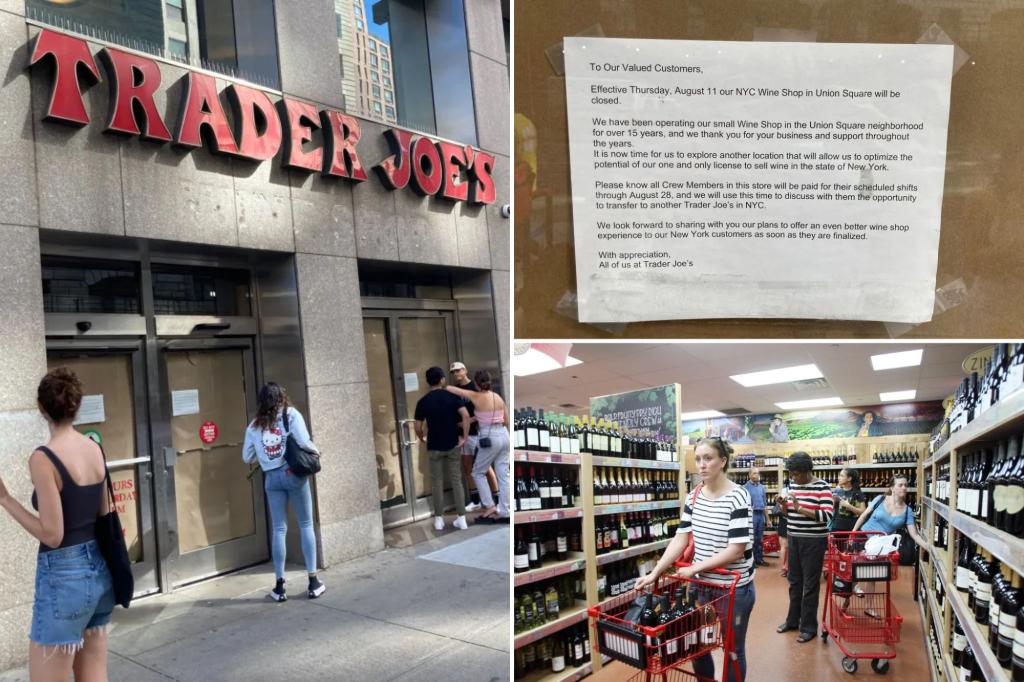 TRADER JOE'S
To Our Valued Customers,
Effective Thursday, August 11 our NYC Wine Shop in Union Square will be
closed.
We have been operating our small Wine Shop in the Union Square neighborhood
for over 15 years, and we thank you for your business and support throughout
the years.
It is now time for us to explore another location that will allow us to optimize the
potential of our one and only license to sell wine in the state of New York.
Please know all Crew Members in this store will be paid for their scheduled shifts
through August 28, and we will use this time to discuss with them the opportunity
to transfer to another Trader Joe's in NYC.
We look forward to sharing with you our plans to offer an even better wine shop
experience to our New York customers as soon as they are finalized.
With appreciation,
All of us at Trader Joe's
ZIN